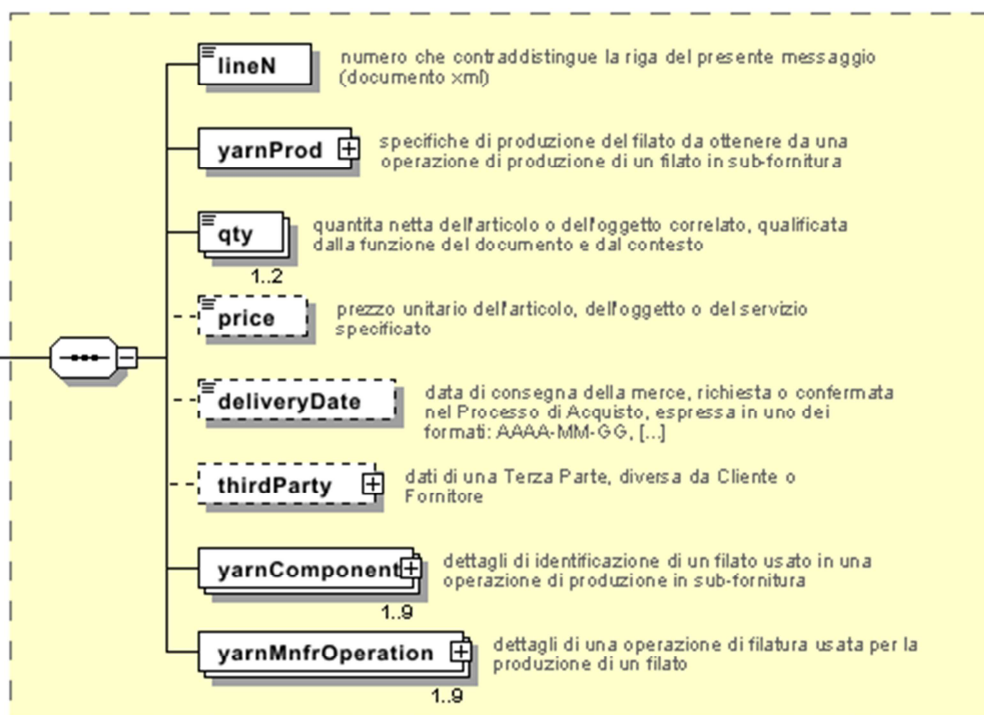 lineN
numero che contraddistingue la riga del presente messaggio
(documento xml)
yarnProd
specifiche di produzione del filato da ottenere da una
operazione di produzione di un filato in sub-fornitura
qty
quantita netta dell'articolo o dell'oggetto correlato, qualificata
dalla funzione del documento e dal contesto
1..2
price
prezzo unitario dell'articolo, dell'oggetto o del servizio
specificato
deliveryDate
data di consegna della merce, richiesta o confermata
nel Processo di Acquisto, espressa in uno dei
formati: AAAA-MM-GG, [...]
thirdParty
dati di una Terza Parte, diversa da Cliente o
Fornitore
yarnComponent
dettagli di identificazione di un filato usato in una
operazione di produzione in sub-fornitura
1..9
yarnMnfrOperation
dettagli di una operazione di filatura usata per la
produzione di un filato
1..9